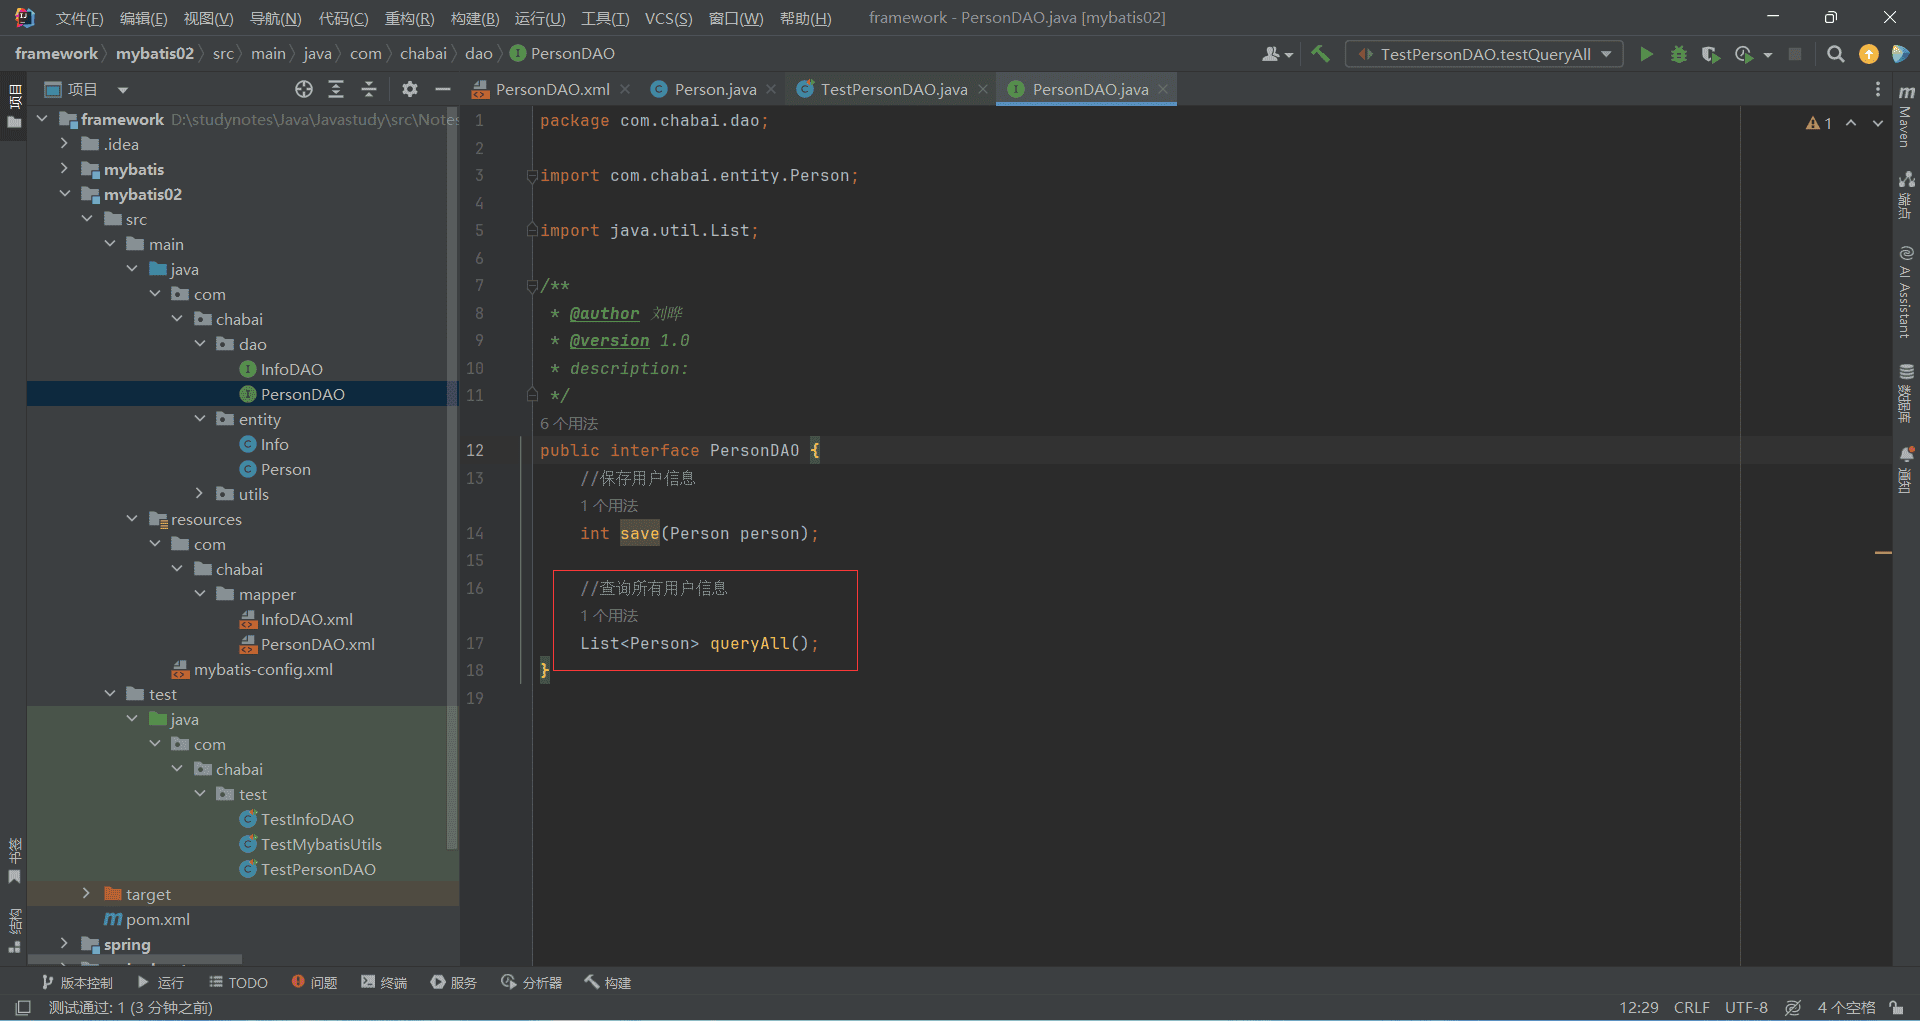 文件(F) 编辑(E) 视图(V) 导航(N) 代码(C) 重构(R) 构建(B) 运行(U) 工具(T) VCS(S) 窗口(W) 帮助(H) framework - PersonDAO.java [mybatis02]
framework mybatis02 src main java com chabai dao PersonDAO TestPersonDAO.testQueryAll
项目 PersonDAO.xml Person.java TestPersonDAO.java PersonDAO.java
项目
framework D:\studynotes\Java\Javastudy\src\Notes
.idea
mybatis
mybatis02
src
main
java
com
chabai
dao
InfoDAO
PersonDAO
entity
Info
Person
utils
resources
com
chabai
mapper
InfoDAO.xml
PersonDAO.xml
mybatis-config.xml
test
java
com
chabai
test
TestInfoDAO
TestMybatisUtils
TestPersonDAO
target
pom.xml
spring
书签
结构
1 package com.chabai.dao;
2
3 import com.chabai.entity.Person;
4
5 import java.util.List;
6
7 /**
8 * @author 刘晔
9 * @version 1.0
10 * description:
11 */
6 个用法
12 public interface PersonDAO {
13 //保存用户信息
1 个用法
14 int save(Person person);
15
16 //查询所有用户信息
1 个用法
17 List<Person> queryAll();
18 }
19
1
Maven
端点
AI Assistant
数据库
通知
版本控制 运行 TODO 问题 终端 服务 分析器 构建
测试通过: 1 (3 分钟之前) 12:29 CRLF UTF-8 4 个空格